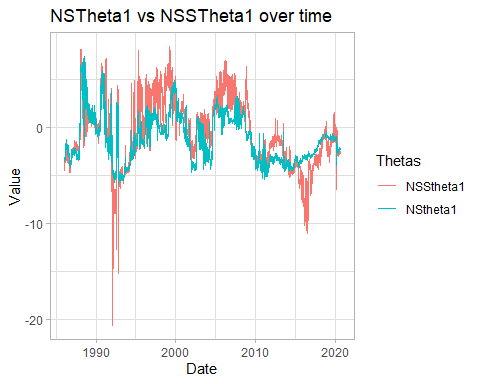 NSTheta1 vs NSSTheta1 over time
Value
0
-10
-20
1990
2000
2010
2020
Date
Thetas
NSStheta1
NStheta1